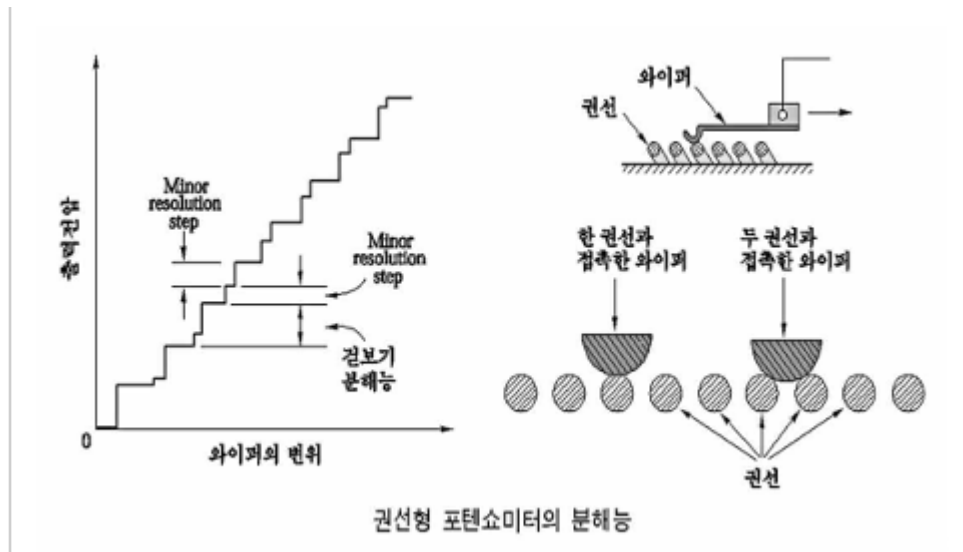 출력전압
Minor
resolution
step
Minor
resolution
step
겉보기
분해능
0
와이퍼의 변위
와이퍼
권선
한 권선과
접촉한 와이퍼
두 권선과
접촉한 와이퍼
권선
권선형 포텐쇼미터의 분해능